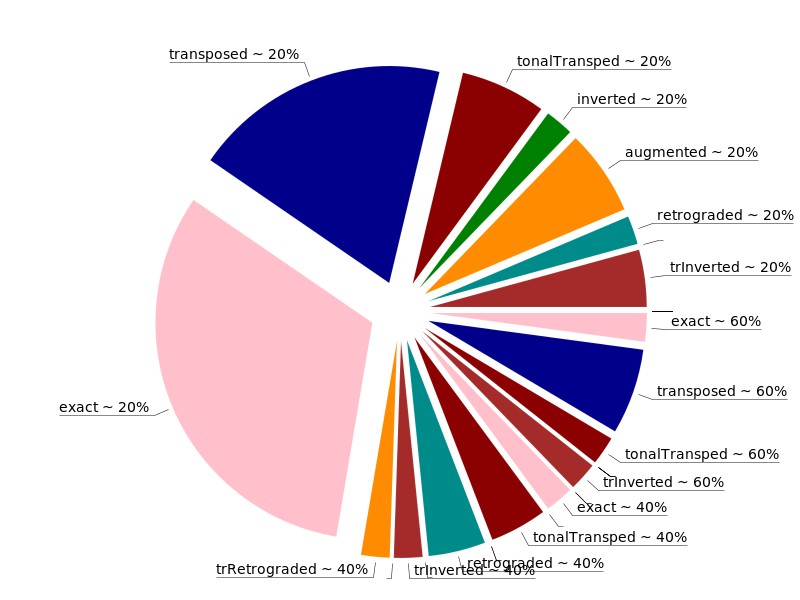 transposed ~ 20%
tonalTransped ~ 20%
inverted ~ 20%
augmented ~ 20%
retrograded ~ 20%
trInverted ~ 20%
exact ~ 60%
transposed ~ 60%
exact ~ 20%
tonalTransped ~ 60%
trInverted ~ 60%
exact ~ 40%
tonalTransped ~ 40%
retrograded ~ 40%
trInverted ~ 40%
trRetrograded ~ 40%